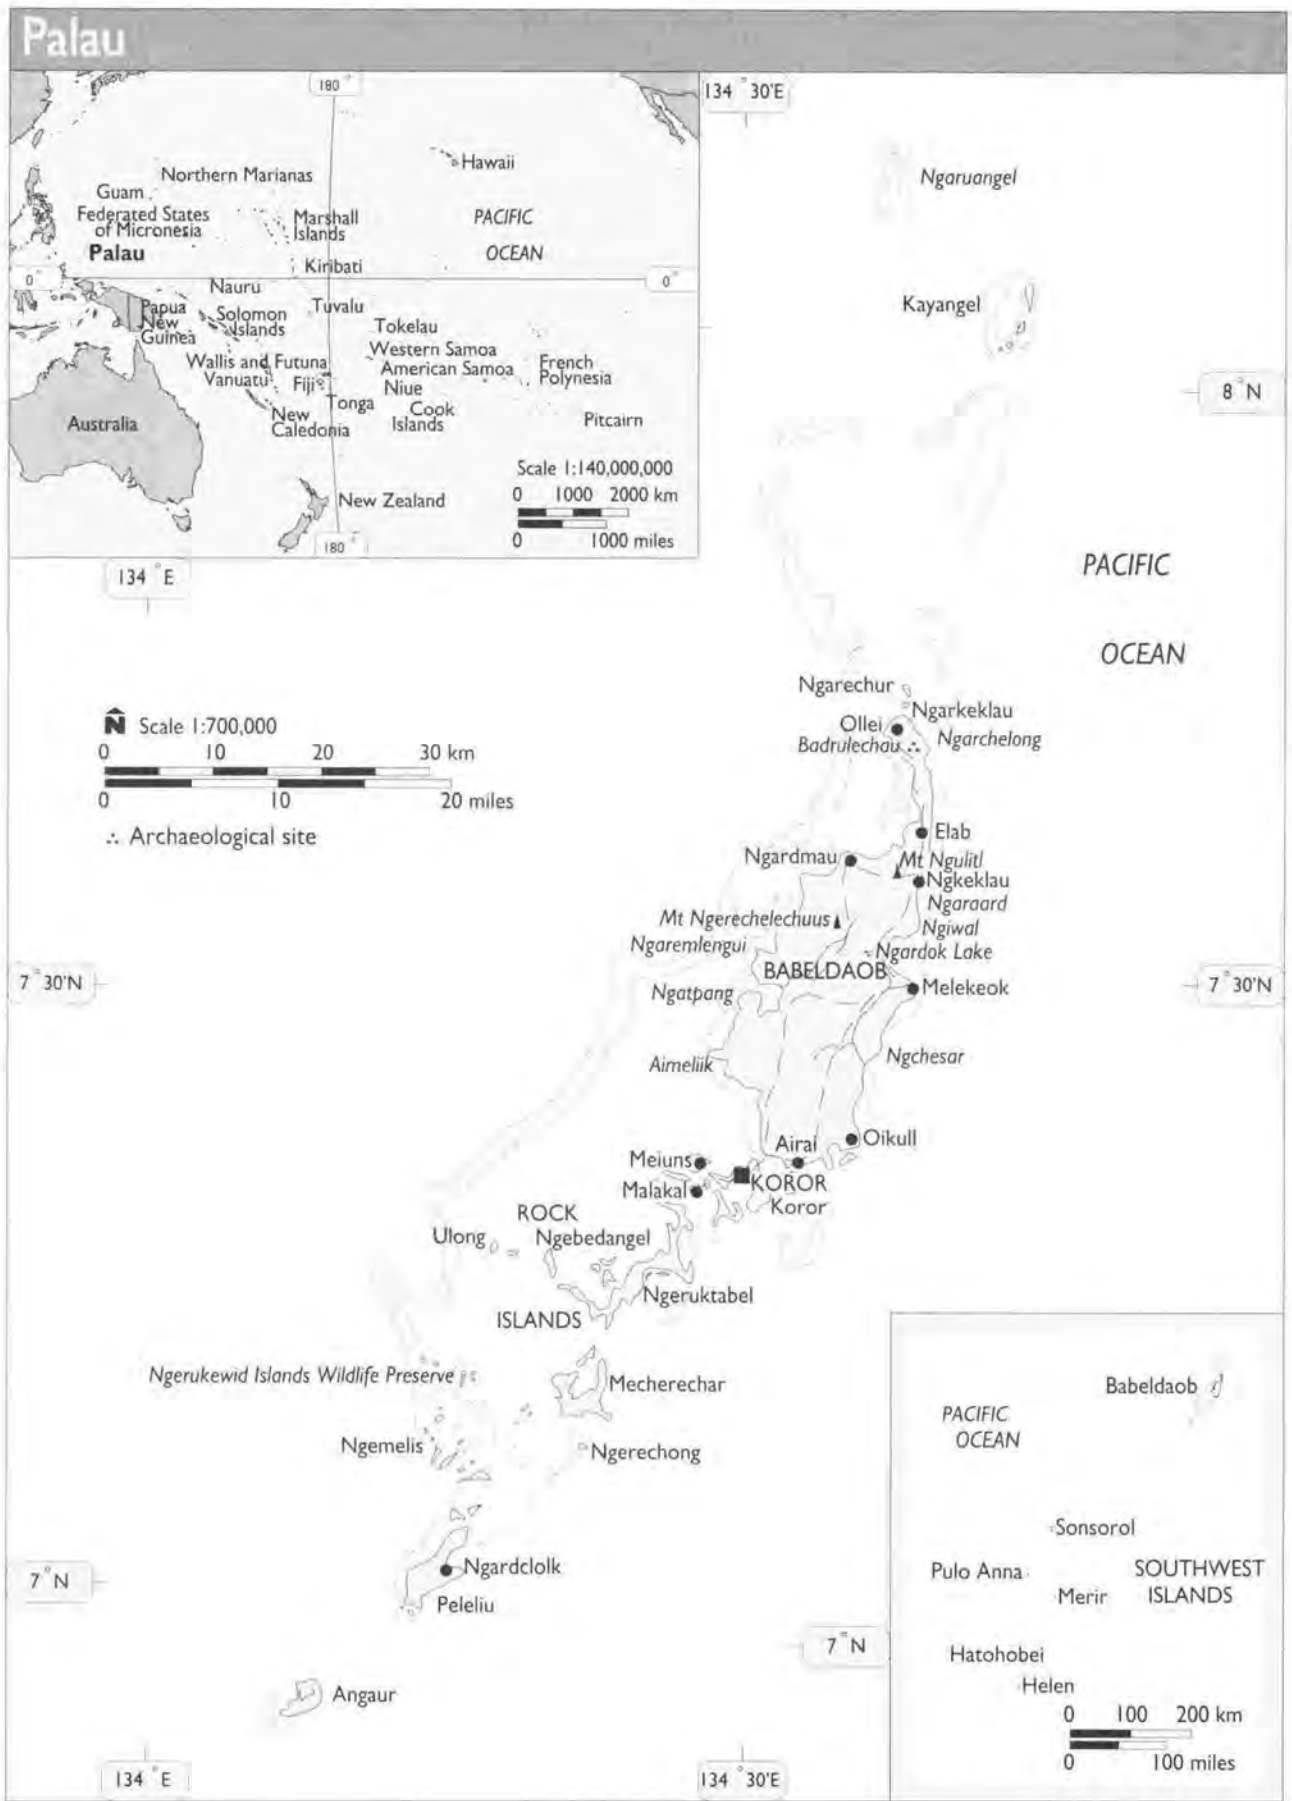 Palau
180°
134°30'E
Hawaii
Northern Marianas
Guam
Federated States
of Micronesia
Marshall
Islands
PACIFIC
OCEAN
Palau
Kiribati
0°
0°
Nauru
Tuvalu
Papua
New
Guinea
Solomon
Islands
Tokelau
Western Samoa
Wallis and Futuna
American Samoa
French
Polynesia
Vanuatu
Fiji
Niue
Tonga
Cook
Islands
New
Caledonia
Pitcairn
Australia
Scale 1:140,000,000
0 1000 2000 km
0 1000 miles
New Zealand
180°
Ngaruangel
Kayangel
8°N
134°E
PACIFIC
OCEAN
N Scale 1:700,000
0 10 20 30 km
0 10 20 miles
∴ Archaeological site
Ngarechur
Ngarkeklau
Ollei
Badrulechau
Ngarchelong
Elab
Ngardmau
Mt Ngulitl
Ngkeklau
Ngaraard
Mt Ngerechelechuus
Ngiwal
Ngaremlengui
Ngardok Lake
BABELDAOB
7°30'N
7°30'N
Ngatpang
Melekeok
Aimeliik
Ngchesar
Oikull
Airai
Meiuns
KOROR
Malakal
Koror
ROCK
Ulong
Ngebedangel
Ngeruktabel
ISLANDS
Ngerukewid Islands Wildlife Preserve
Mecherechar
Ngemelis
Ngerechong
Ngardclolk
7°N
Peleliu
7°N
Angaur
134°E
134°30'E
Babeldaob
PACIFIC
OCEAN
Sonsorol
Pulo Anna
SOUTHWEST
ISLANDS
Merir
Hatohobei
Helen
0 100 200 km
0 100 miles